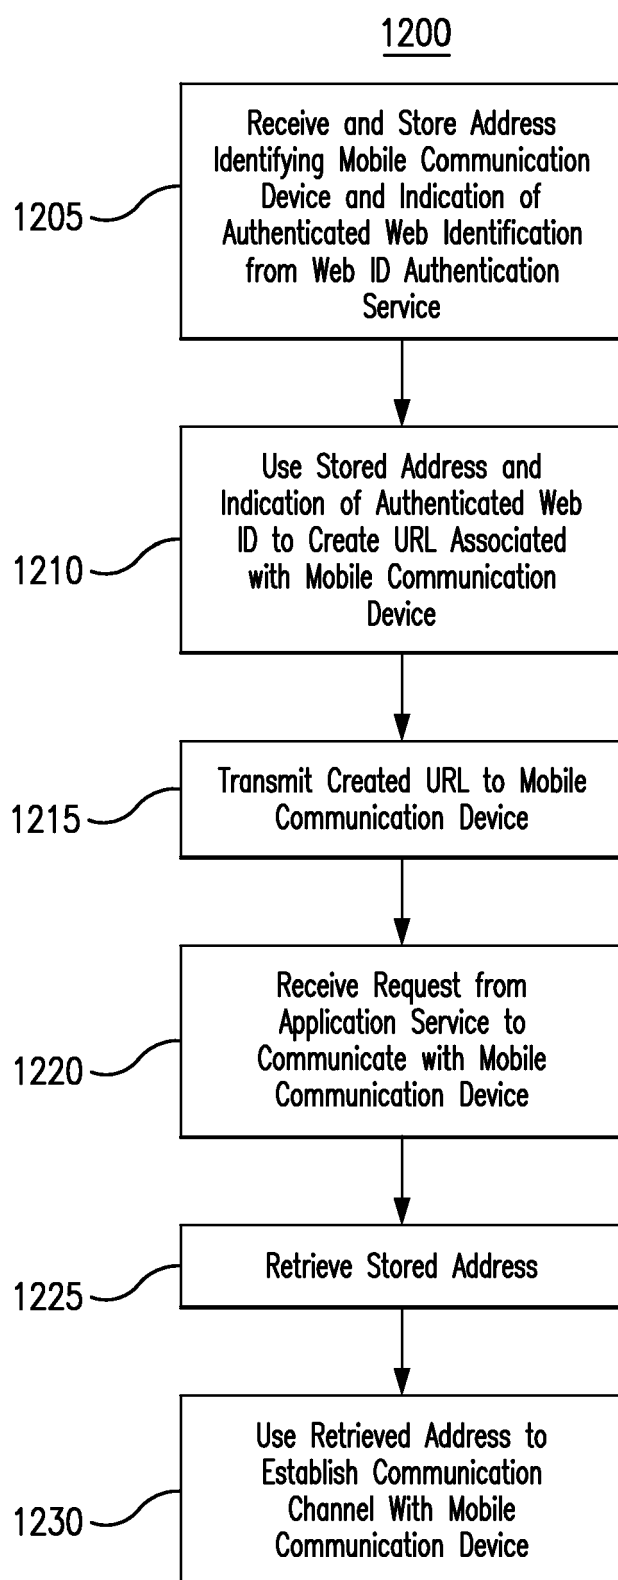 1200
Receive and Store Address
Identifying Mobile Communication
Device and Indication of
Authenticated Web Identification
from Web ID Authentication
Service
1205
Use Stored Address and
Indication of Authenticated Web
ID to Create URL Associated
with Mobile Communication
Device
1210
Transmit Created URL to Mobile
Communication Device
1215
Receive Request from
Application Service to
Communicate with Mobile
Communication Device
1220
Retrieve Stored Address
1225
Use Retrieved Address to
Establish Communication
Channel With Mobile
Communication Device
1230